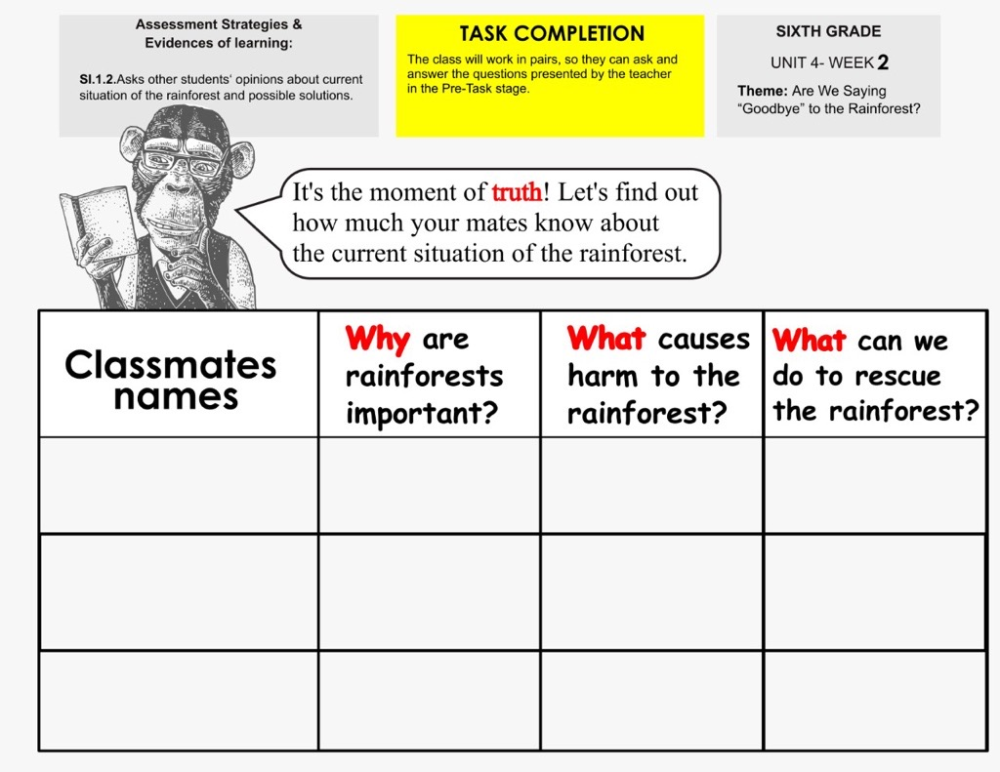 Assessment Strategies &
Evidences of learning:
SI.1.2.Asks other students' opinions about current
situation of the rainforest and possible solutions.
TASK COMPLETION
The class will work in pairs, so they can ask and
answer the questions presented by the teacher
in the Pre-Task stage.
SIXTH GRADE
UNIT 4- WEEK 2
Theme: Are We Saying
“Goodbye” to the Rainforest?
It's the moment of truth! Let's find out
how much your mates know about
the current situation of the rainforest.
Classmates
names
Why are
rainforests
important?
What causes
harm to the
rainforest?
What can we
do to rescue
the rainforest?